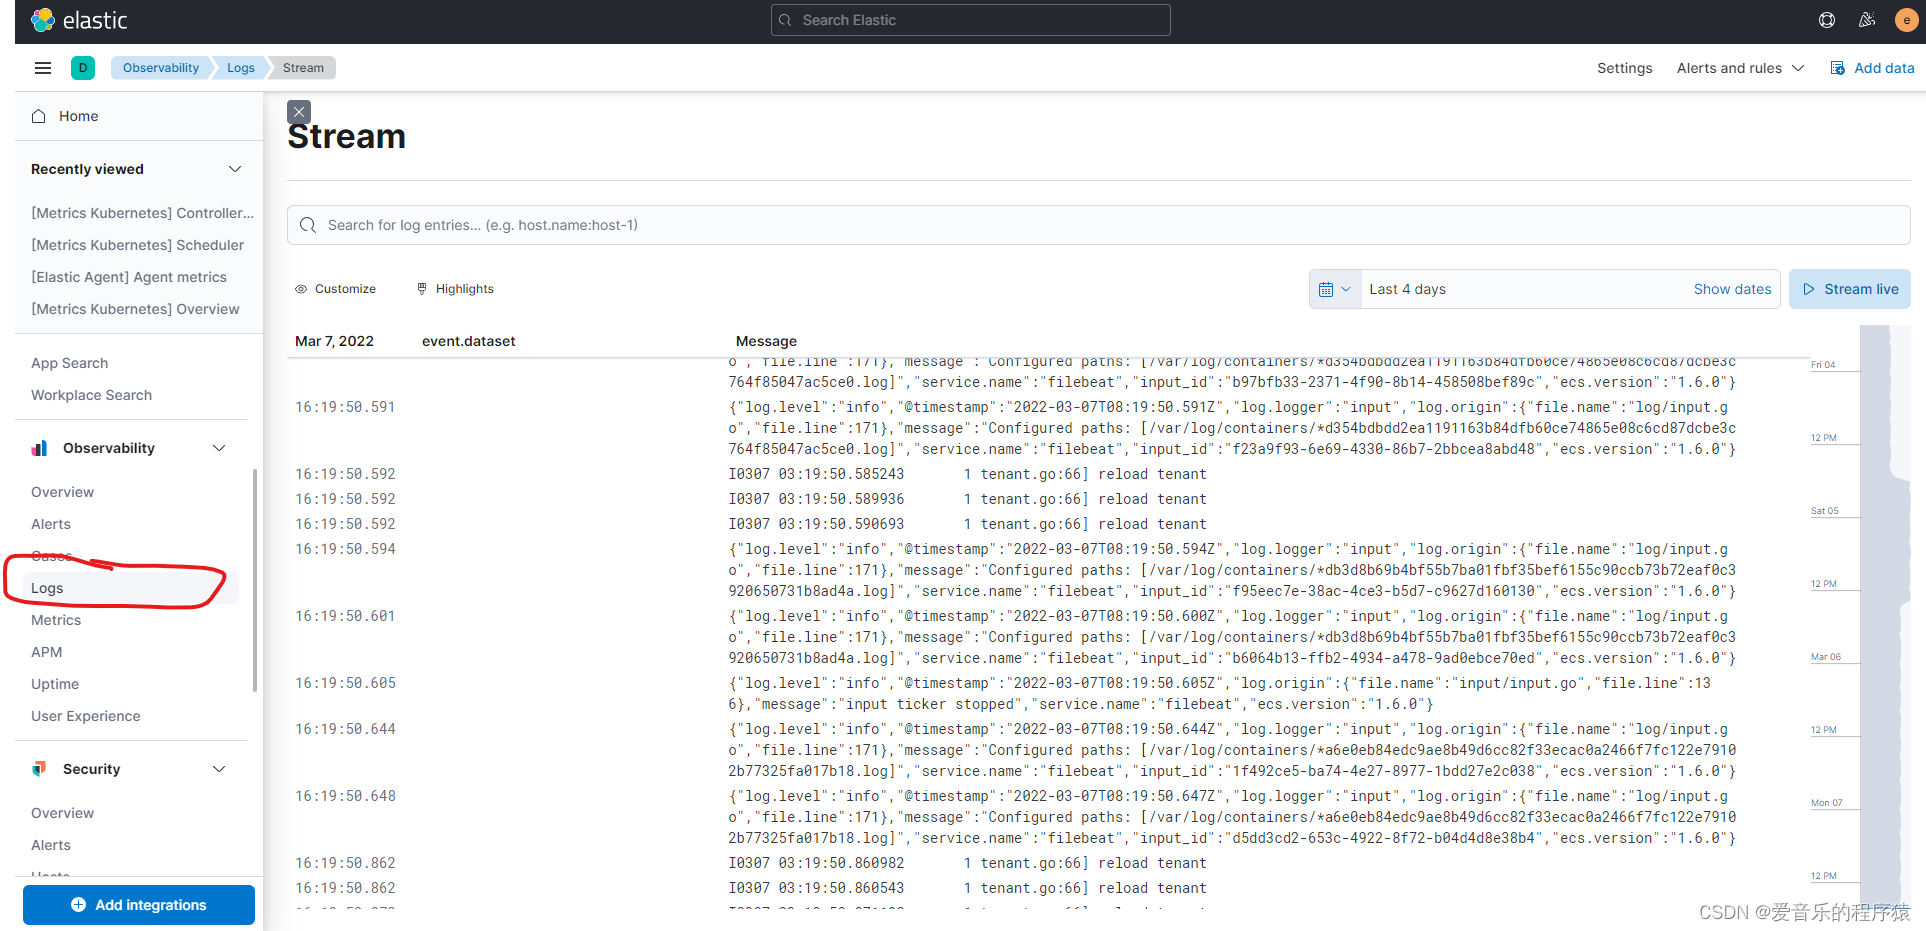 elastic
Search Elastic
e
D
Observability
Logs
Stream
Settings
Alerts and rules
Add data
Home
Recently viewed
[Metrics Kubernetes] Controller...
[Metrics Kubernetes] Scheduler
[Elastic Agent] Agent metrics
[Metrics Kubernetes] Overview
App Search
Workplace Search
Observability
Overview
Alerts
Cases
Logs
Metrics
APM
Uptime
User Experience
Security
Overview
Alerts
Hosts
Add integrations
Stream
Search for log entries... (e.g. host.name:host-1)
Customize
Highlights
Last 4 days
Show dates
Stream live
Mar 7, 2022
event.dataset
Message
o","file.line":171},"message":"Configured paths: [/var/log/containers/*d354bdbdd2ea1191163b84dfb60ce74865e08c6cd87dcbe3c
764f85047ac5ce0.log]","service.name":"filebeat","input_id":"b97bfb33-2371-4f90-8b14-458508bef89c","ecs.version":"1.6.0"}
16:19:50.591
{"log.level":"info","@timestamp":"2022-03-07T08:19:50.591Z","log.logger":"input","log.origin":{"file.name":"log/input.g
o","file.line":171},"message":"Configured paths: [/var/log/containers/*d354bdbdd2ea1191163b84dfb60ce74865e08c6cd87dcbe3c
764f85047ac5ce0.log]","service.name":"filebeat","input_id":"f23a9f93-6e69-4330-86b7-2bbcea8abd48","ecs.version":"1.6.0"}
16:19:50.592
I0307 03:19:50.585243 1 tenant.go:66] reload tenant
16:19:50.592
I0307 03:19:50.589936 1 tenant.go:66] reload tenant
16:19:50.592
I0307 03:19:50.590693 1 tenant.go:66] reload tenant
16:19:50.594
{"log.level":"info","@timestamp":"2022-03-07T08:19:50.594Z","log.logger":"input","log.origin":{"file.name":"log/input.g
o","file.line":171},"message":"Configured paths: [/var/log/containers/*db3d8b69b4bf55b7ba01fbf35bef6155c90ccb73b72eaf0c3
920650731b8ad4a.log]","service.name":"filebeat","input_id":"f95eec7e-38ac-4ce3-b5d7-c9627d160130","ecs.version":"1.6.0"}
16:19:50.601
{"log.level":"info","@timestamp":"2022-03-07T08:19:50.600Z","log.logger":"input","log.origin":{"file.name":"log/input.g
o","file.line":171},"message":"Configured paths: [/var/log/containers/*db3d8b69b4bf55b7ba01fbf35bef6155c90ccb73b72eaf0c3
920650731b8ad4a.log]","service.name":"filebeat","input_id":"b6064b13-ffb2-4934-a478-9ad0ebce70ed","ecs.version":"1.6.0"}
16:19:50.605
{"log.level":"info","@timestamp":"2022-03-07T08:19:50.605Z","log.origin":{"file.name":"input/input.go","file.line":13
6},"message":"input ticker stopped","service.name":"filebeat","ecs.version":"1.6.0"}
16:19:50.644
{"log.level":"info","@timestamp":"2022-03-07T08:19:50.644Z","log.logger":"input","log.origin":{"file.name":"log/input.g
o","file.line":171},"message":"Configured paths: [/var/log/containers/*a6e0eb84edc9ae8b49d6cc82f33ecac0a2466f7fc122e7910
2b77325fa017b18.log]","service.name":"filebeat","input_id":"1f492ce5-ba74-4e27-8977-1bdd27e2c038","ecs.version":"1.6.0"}
16:19:50.648
{"log.level":"info","@timestamp":"2022-03-07T08:19:50.647Z","log.logger":"input","log.origin":{"file.name":"log/input.g
o","file.line":171},"message":"Configured paths: [/var/log/containers/*a6e0eb84edc9ae8b49d6cc82f33ecac0a2466f7fc122e7910
2b77325fa017b18.log]","service.name":"filebeat","input_id":"d5dd3cd2-653c-4922-8f72-b04d4d8e38b4","ecs.version":"1.6.0"}
16:19:50.862
I0307 03:19:50.860982 1 tenant.go:66] reload tenant
16:19:50.862
I0307 03:19:50.860543 1 tenant.go:66] reload tenant
Fri 04
12 PM
Sat 05
12 PM
Mar 06
12 PM
Mon 07
12 PM
CSDN @爱音乐的程序猿